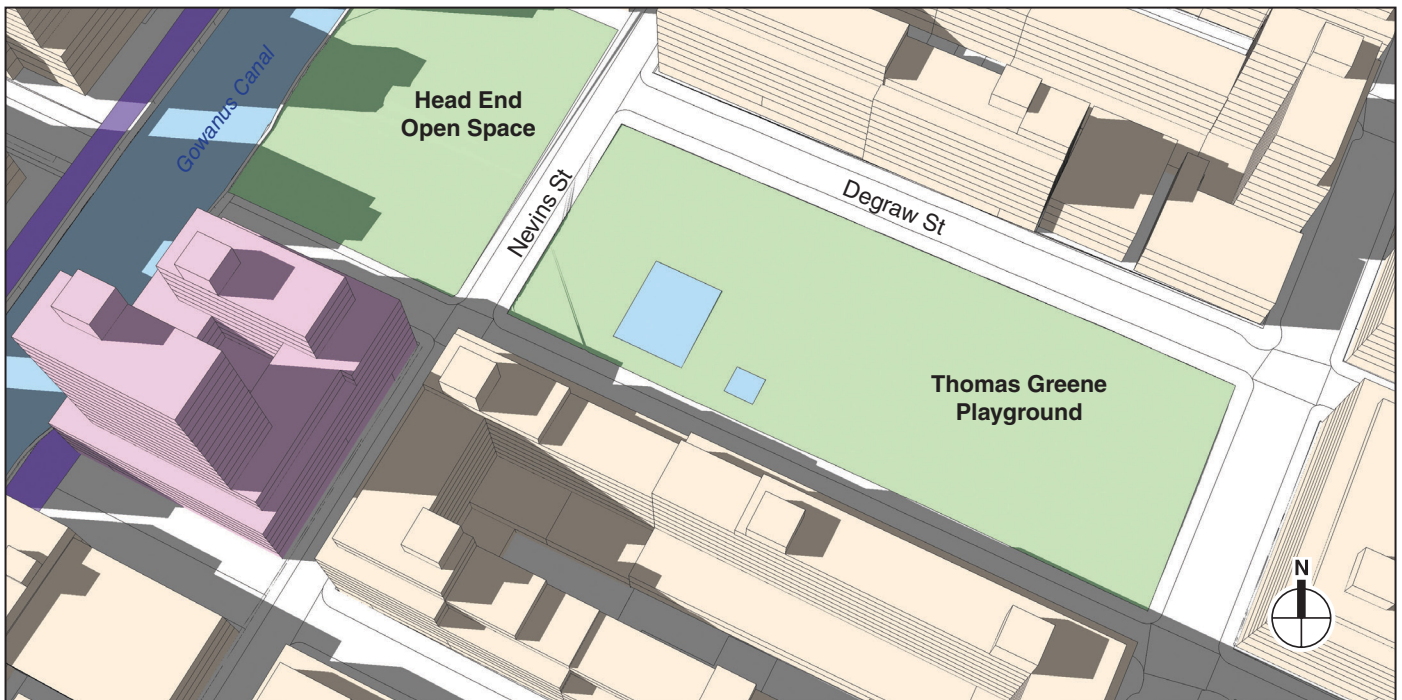 Gowanus Canal
Head End
Open Space
Nevins St
Degraw St
Thomas Greene
Playground
N